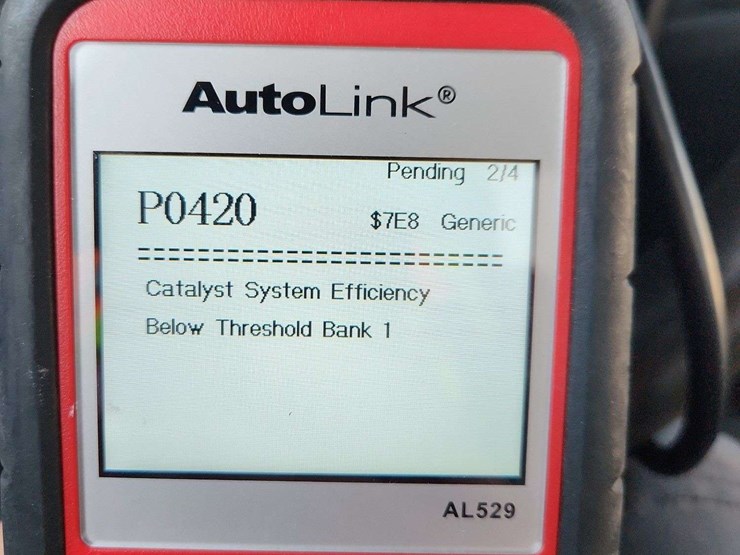 AutoLink®
Pending 2/4
P0420 $7E8 Generic
==========================
Catalyst System Efficiency
Below Threshold Bank 1
AL529